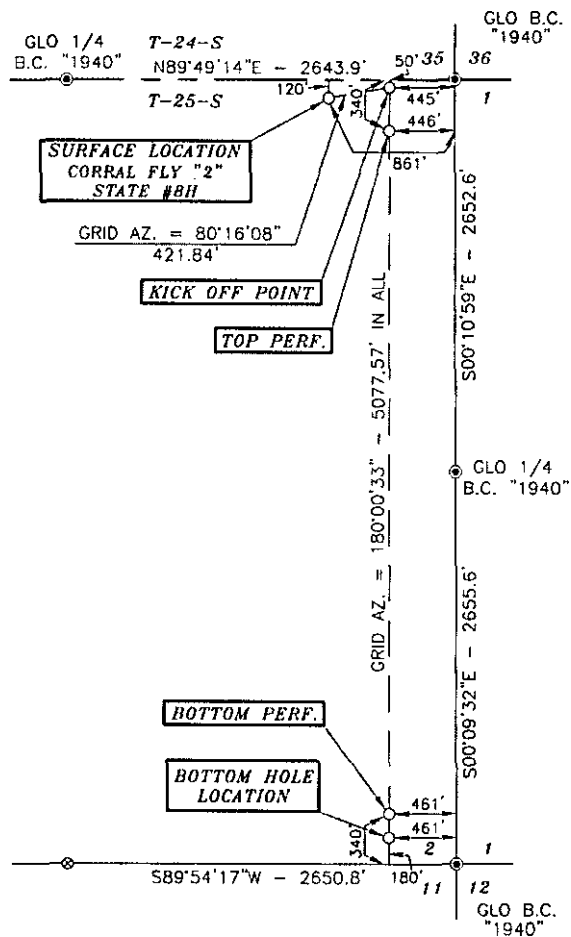 GLO B.C.
"1940"
GLO 1/4
B.C. "1940"
T-24-S
N89°49'14"E - 2643.9'
T-25-S
50'
35
36
1
120'
340'
445'
446'
861'
SURFACE LOCATION
CORRAL FLY "2"
STATE #8H
GRID AZ. = 80°16'08"
421.84'
KICK OFF POINT
TOP PERF.
S00°10'59"E - 2652.6'
GRID AZ. = 180°00'33" - 5077.57' IN ALL
GLO 1/4
B.C. "1940"
S00°09'32"E - 2655.6'
BOTTOM PERF.
BOTTOM HOLE
LOCATION
461'
461'
340'
2
1
S89°54'17"W - 2650.8'
180'
11
12
GLO B.C.
"1940"